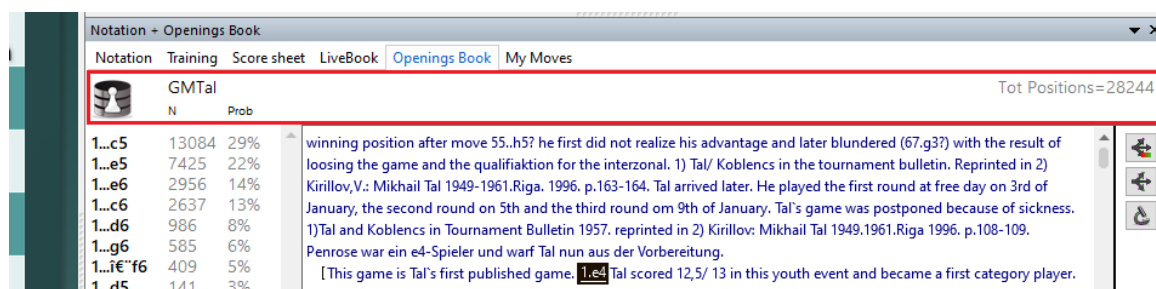 Notation + Openings Book
Notation Training Score sheet LiveBook Openings Book My Moves
GMTal Tot Positions=28244
N Prob
1...c5 13084 29%
1...e5 7425 22%
1...e6 2956 14%
1...c6 2637 13%
1...d6 986 8%
1...g6 585 6%
1...î€¨f6 409 5%
1...d5 141 3%
winning position after move 55..h5? he first did not realize his advantage and later blundered (67.g3?) with the result of
loosing the game and the qualifiaktion for the interzonal. 1) Tal/ Koblencs in the tournament bulletin. Reprinted in 2)
Kirillov,V.: Mikhail Tal 1949-1961.Riga. 1996. p.163-164. Tal arrived later. He played the first round at free day on 3rd of
January, the second round on 5th and the third round om 9th of January. Tal`s game was postponed because of sickness.
1)Tal and Koblencs in Tournament Bulletin 1957. reprinted in 2) Kirillov: Mikhail Tal 1949.1961.Riga 1996. p.108-109.
Penrose war ein e4-Spieler und warf Tal nun aus der Vorbereitung.
[This game is Tal`s first published game. 1.e4 Tal scored 12,5/ 13 in this youth event and became a first category player.